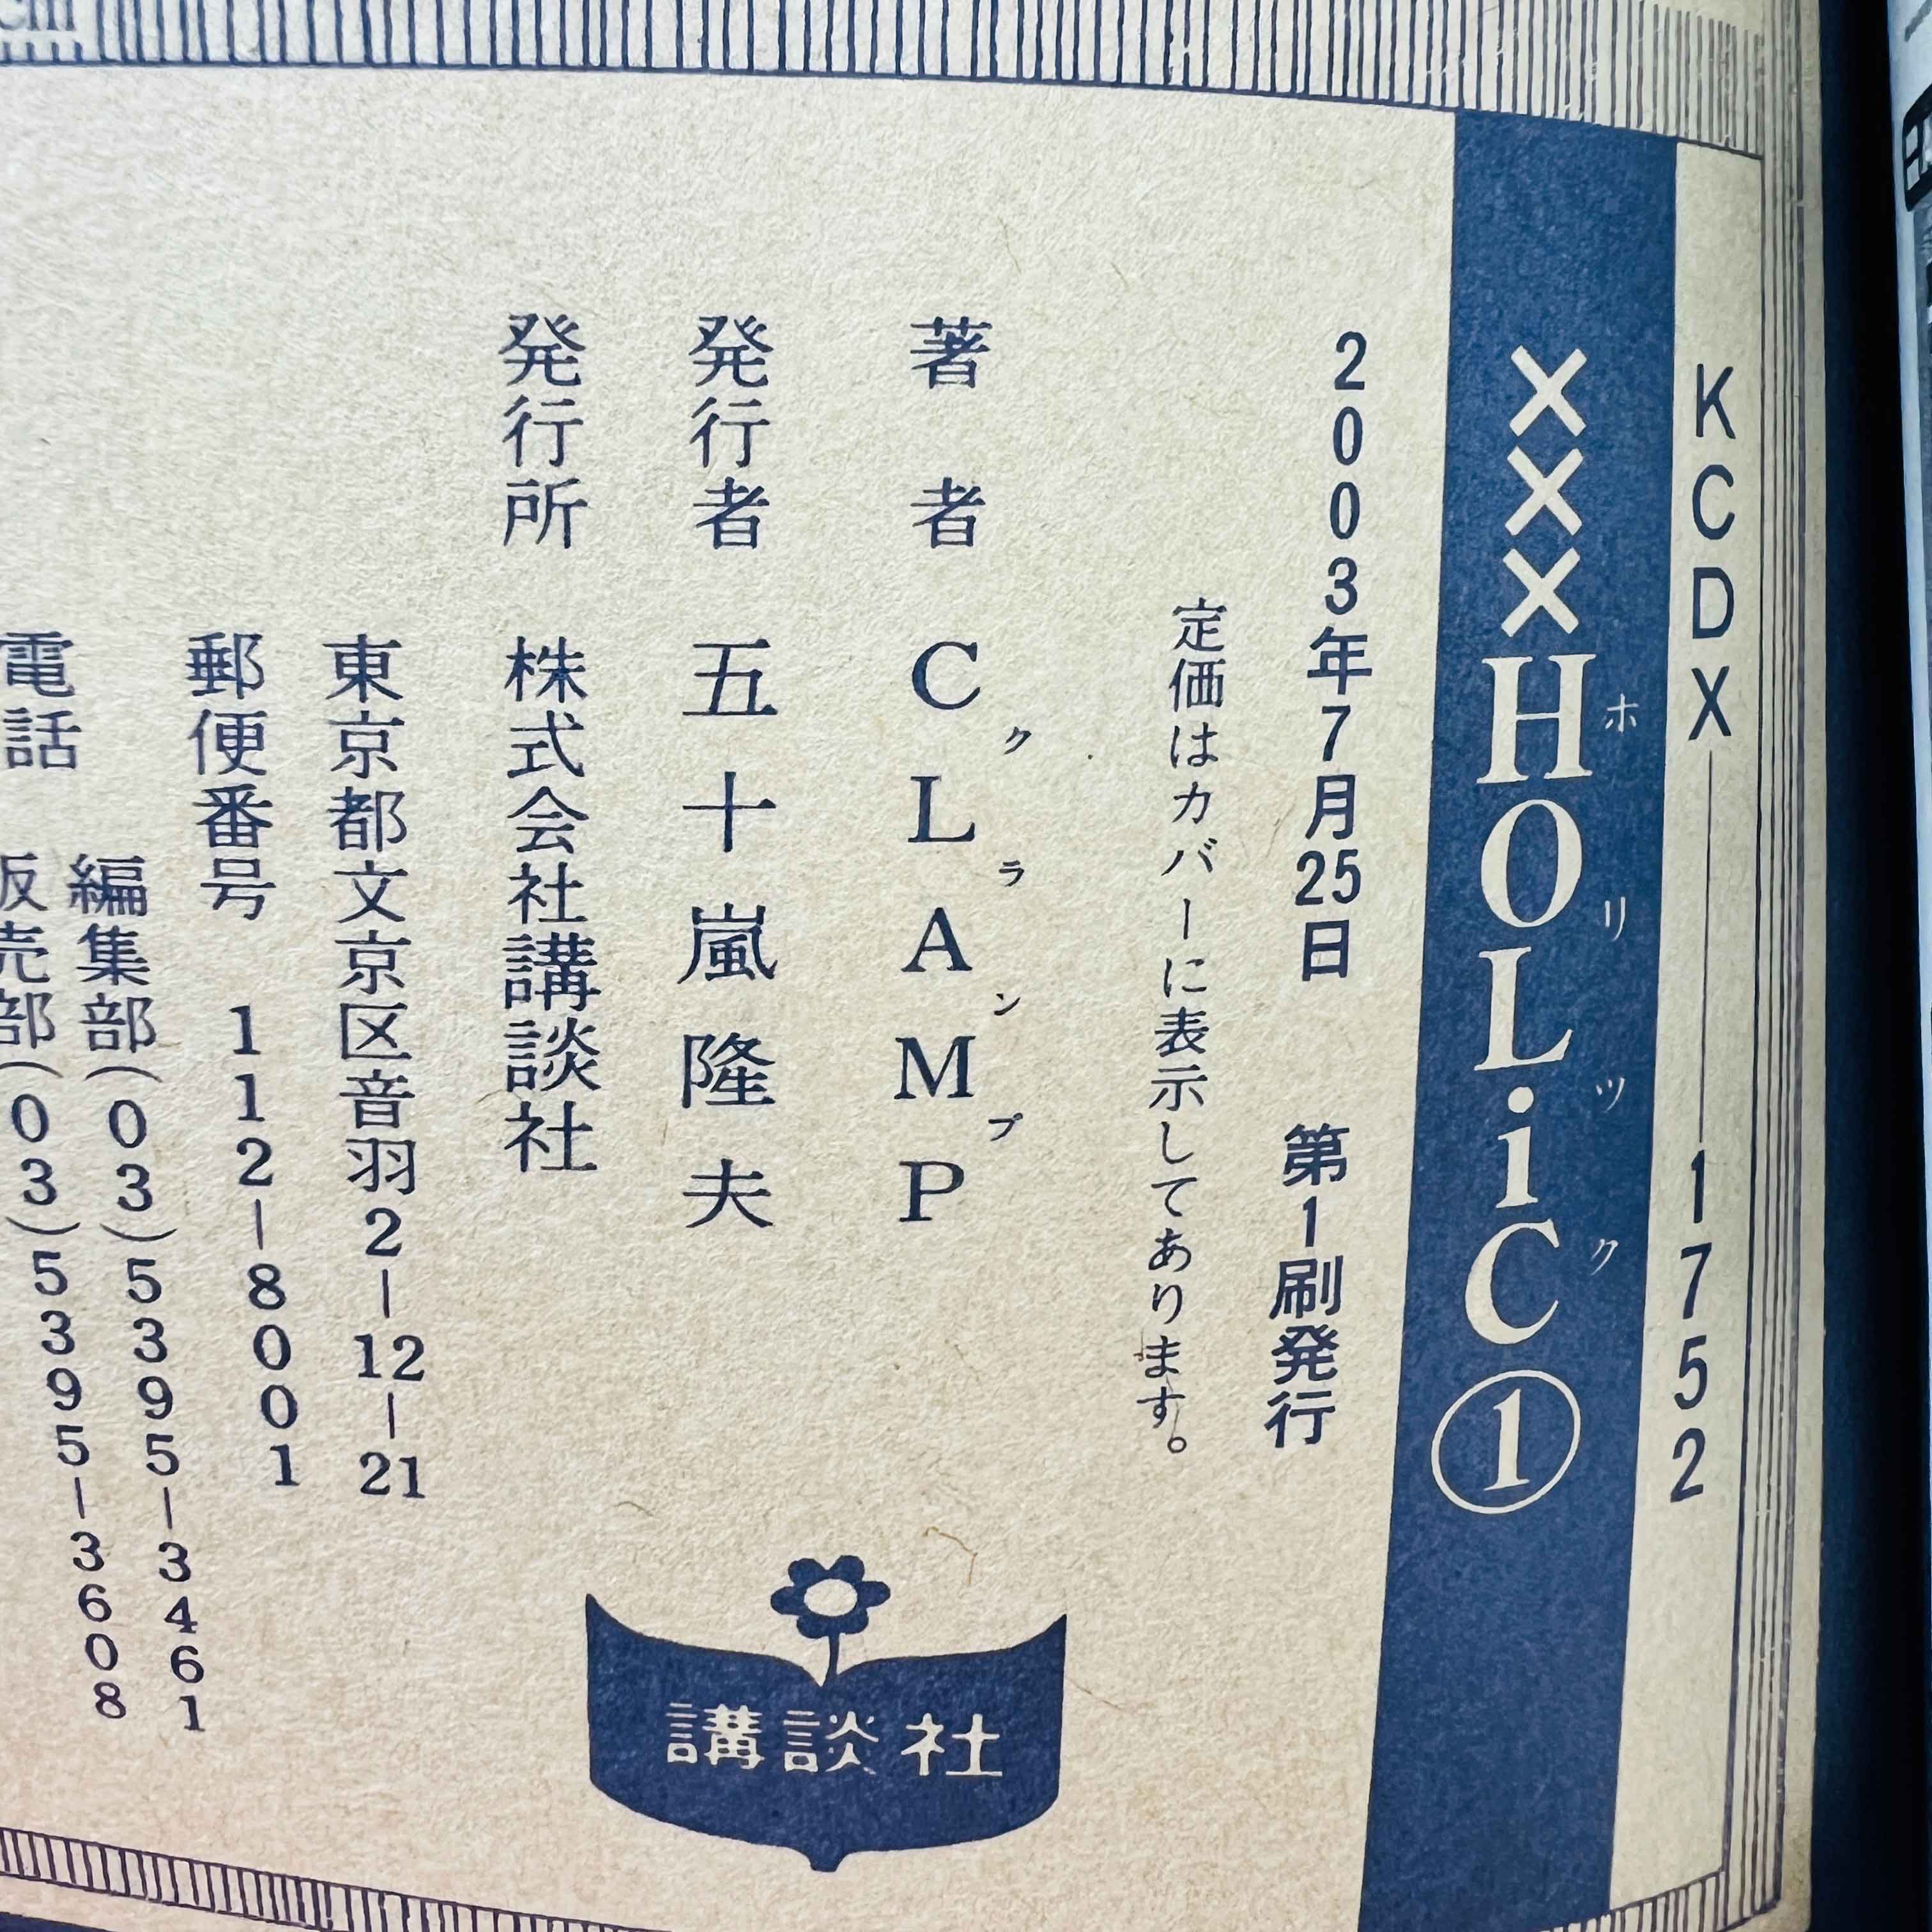 KCDX―1752
×××HOLiC①
ホリック
2003年7月25日 第1刷発行
定価はカバーに表示してあります。
著者 CLAMP
クランプ
発行者 五十嵐隆夫
発行所 株式会社講談社
東京都文京区音羽2―12―21
郵便番号 112―8001
電話 編集部(03)5395―3461
販売部(03)5395―3608
講談社